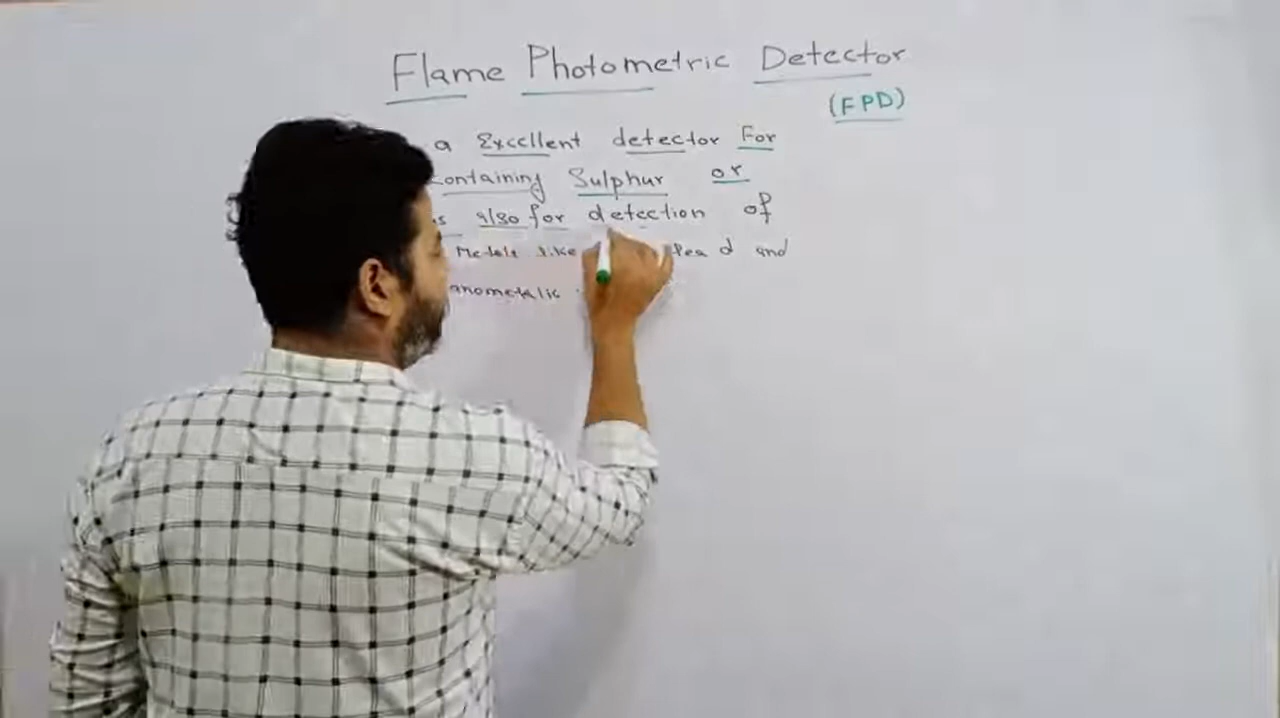 Flame Photometric Detector
(FPD)
a Excellent detector For
containing Sulphur or
also for detection of
Metals like lead and
anometalic